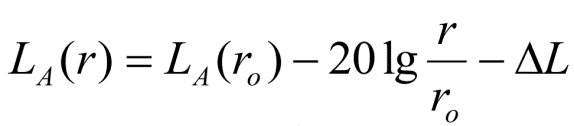 L_A(r) = L_A(r_o) − 20 lg r/r_o − ΔL